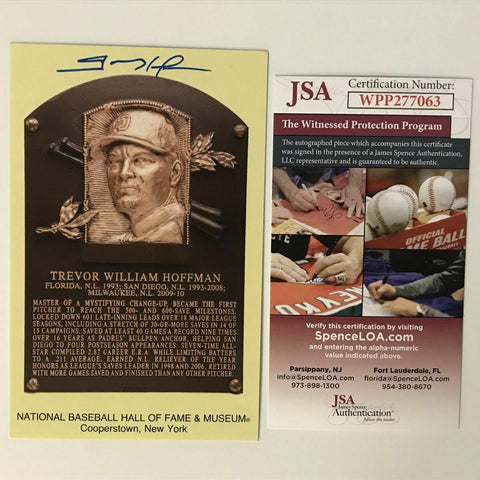 TREVOR WILLIAM HOFFMAN
FLORIDA, N.L. 1993; SAN DIEGO, N.L. 1993-2008;
MILWAUKEE, N.L. 2009-10
MASTER OF A MYSTIFYING CHANGE-UP, BECAME THE FIRST
PITCHER TO REACH THE 500- AND 600-SAVE MILESTONES.
LOCKED DOWN 601 LATE-INNING LEADS OVER 18 MAJOR LEAGUE
SEASONS, INCLUDING A STRETCH OF 30-OR-MORE SAVES IN 14 OF
15 CAMPAIGNS. SAVED AT LEAST 40 GAMES A RECORD NINE TIMES
OVER 16 YEARS AS PADRES' BULLPEN ANCHOR, HELPING SAN
DIEGO TO FOUR POSTSEASON APPEARANCES. SEVEN-TIME ALL-
STAR COMPILED 2.87 CAREER E.R.A. WHILE LIMITING BATTERS
TO A .211 AVERAGE. EARNED N.L. RELIEVER OF THE YEAR
HONORS AS LEAGUE'S SAVES LEADER IN 1998 AND 2006. RETIRED
WITH MORE GAMES SAVED AND FINISHED THAN ANY OTHER PITCHER.
NATIONAL BASEBALL HALL OF FAME & MUSEUM®
Cooperstown, New York
JSA
Certification Number:
WPP277063
The Witnessed Protection Program
The autographed piece which accompanies this certificate
was signed in the presence of a James Spence Authentication,
LLC representative and is guaranteed to be authentic.
OFFICIAL
ME BALL
EYKO
Verify this certification by visiting
SpenceLOA.com
and entering the alpha-numeric
value indicated above.
Parsippany, NJ
info@SpenceLOA.com
973-898-1300
Fort Lauderdale, FL
florida@SpenceLOA.com
954-380-8670
JSA
James Spence
Authentication